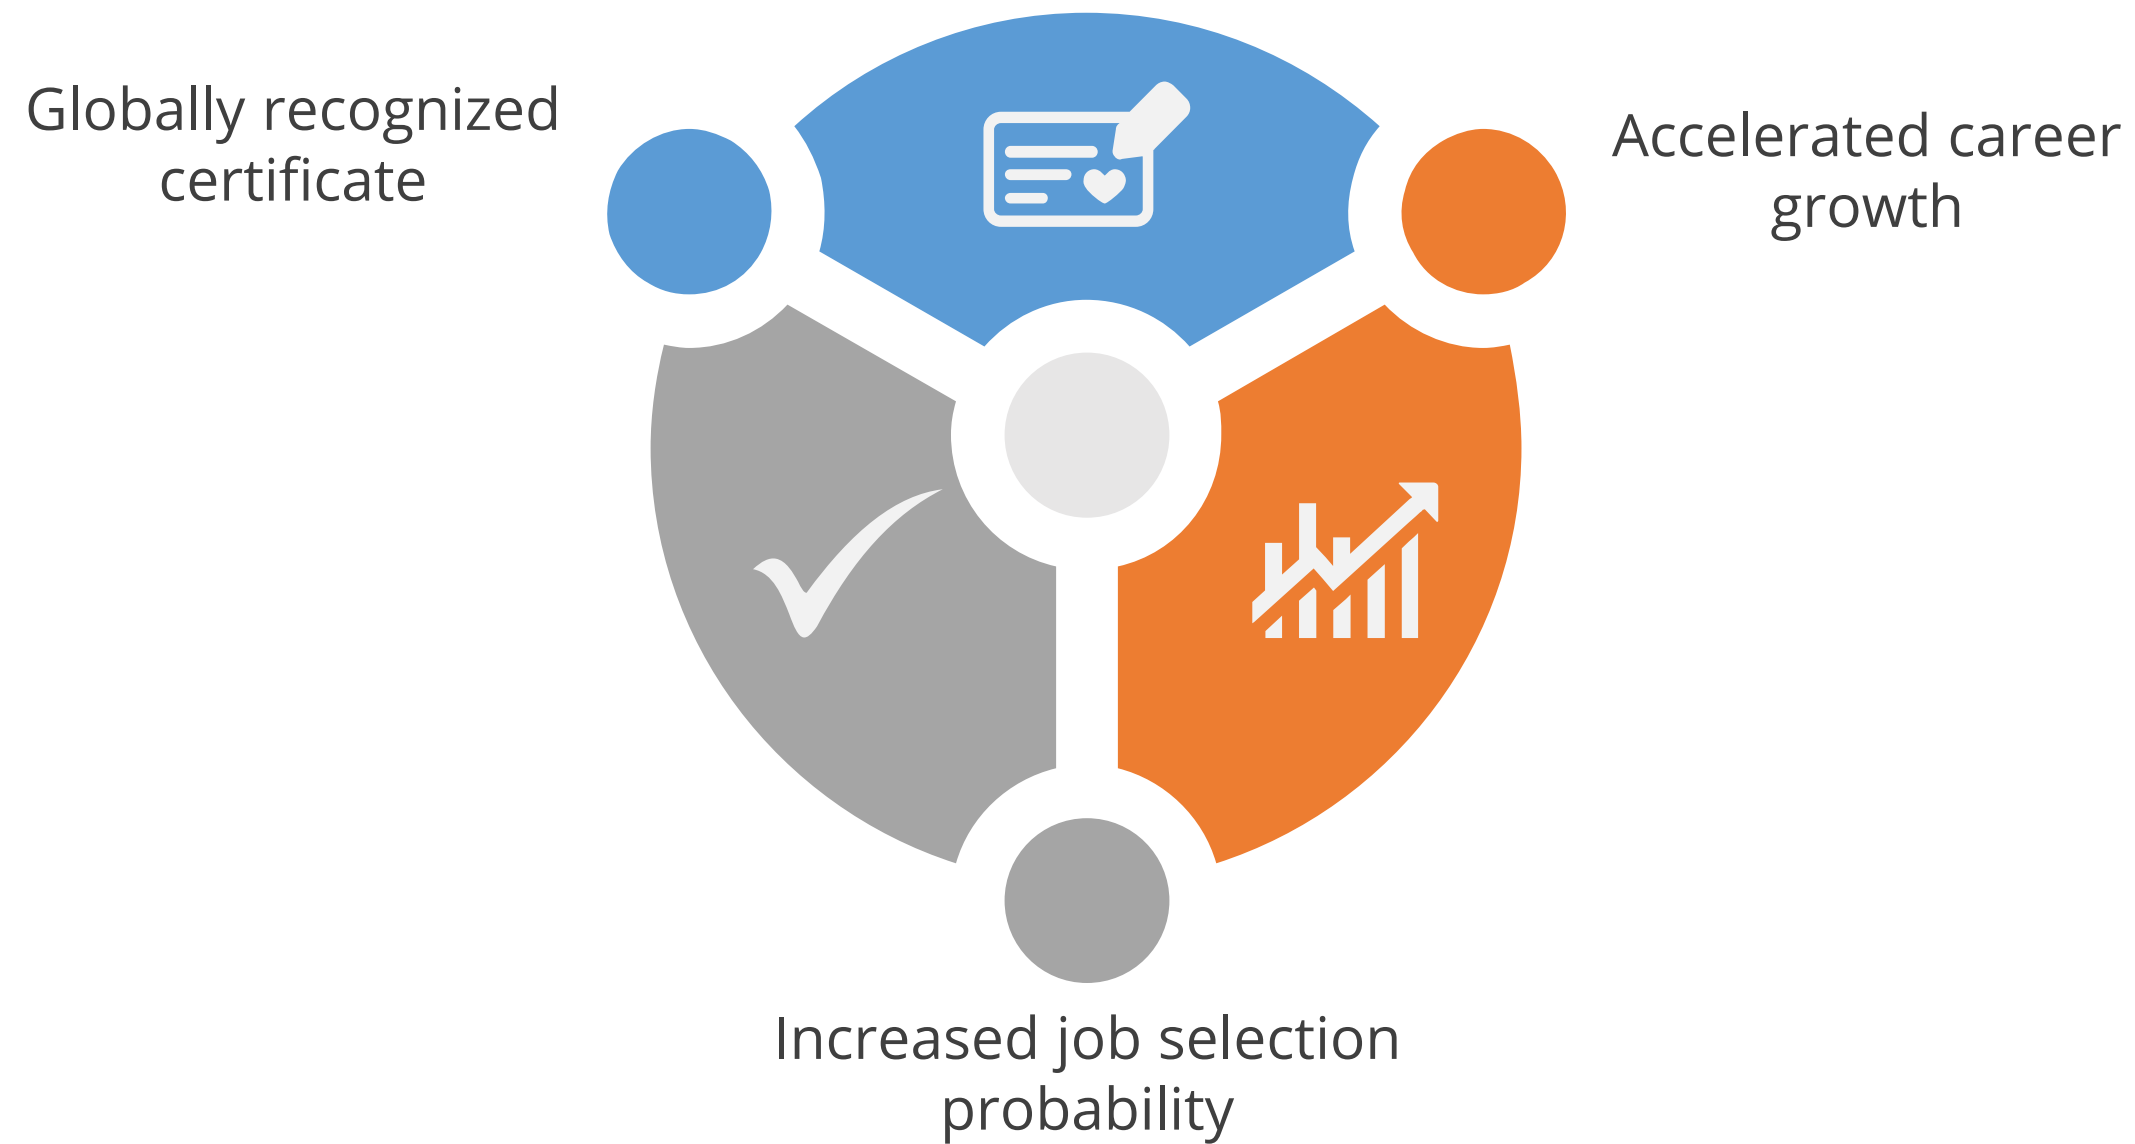 Globally recognized
certificate
Accelerated career
growth
Increased job selection
probability